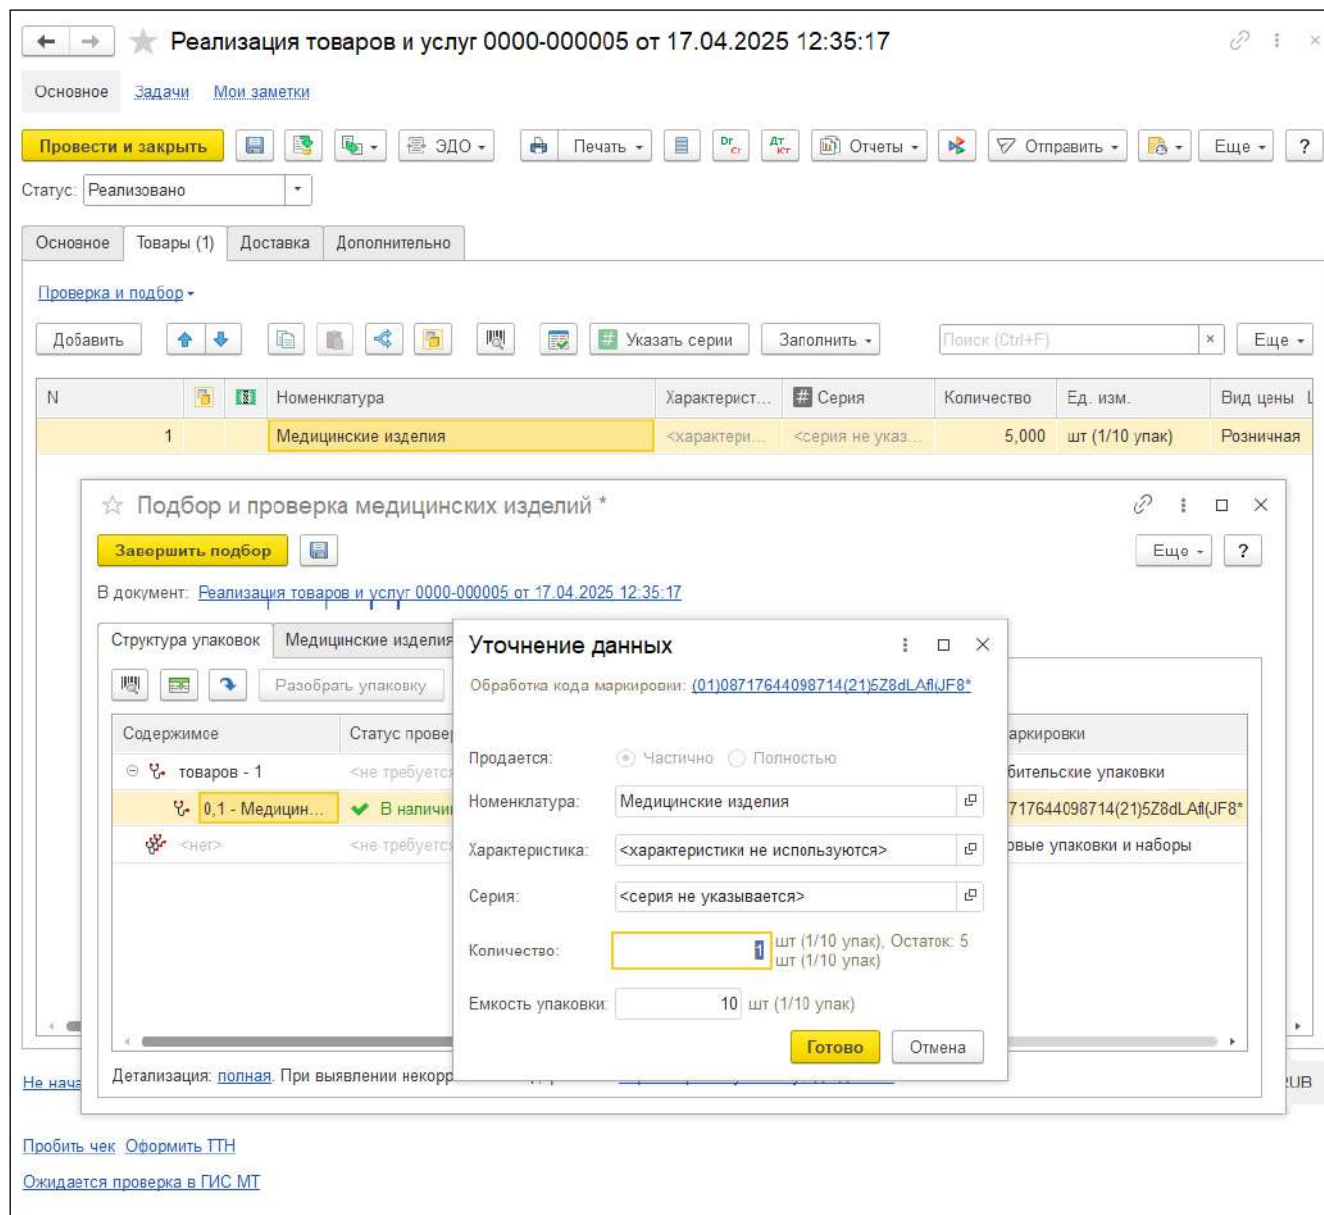 Реализация товаров и услуг 0000-000005 от 17.04.2025 12:35:17
Основное Задачи Мои заметки
Провести и закрыть ЭДО Печать Dr Cr Дт Кт Отчеты Отправить Еще ?
Статус: Реализовано
Основное Товары (1) Доставка Дополнительно
Проверка и подбор
Добавить Указать серии Заполнить Поиск (Ctrl+F) × Еще
N Номенклатура Характерист... # Серия Количество Ед. изм. Вид цены
1 Медицинские изделия <характери... <серия не указ... 5,000 шт (1/10 упак) Розничная
Подбор и проверка медицинских изделий *
Завершить подбор Еще ?
В документ: Реализация товаров и услуг 0000-000005 от 17.04.2025 12:35:17
Структура упаковок Медицинские изделия
Разобрать упаковку
Содержимое Статус прове
товаров - 1 <не требуетс
0,1 - Медицин... В наличи
<нет> <не требуетс
аркировки
бительские упаковки
717644098714(21)5Z8dLAfl(JF8*
овые упаковки и наборы
Уточнение данных
Обработка кода маркировки: (01)08717644098714(21)5Z8dLAfl(JF8*
Продается: Частично Полностью
Номенклатура: Медицинские изделия
Характеристика: <характеристики не используются>
Серия: <серия не указывается>
Количество: 1 шт (1/10 упак), Остаток: 5
шт (1/10 упак)
Емкость упаковки: 10 шт (1/10 упак)
Готово Отмена
Детализация: полная. При выявлении некорр
Не нача UB
Пробить чек Оформить ТТН
Ожидается проверка в ГИС МТ